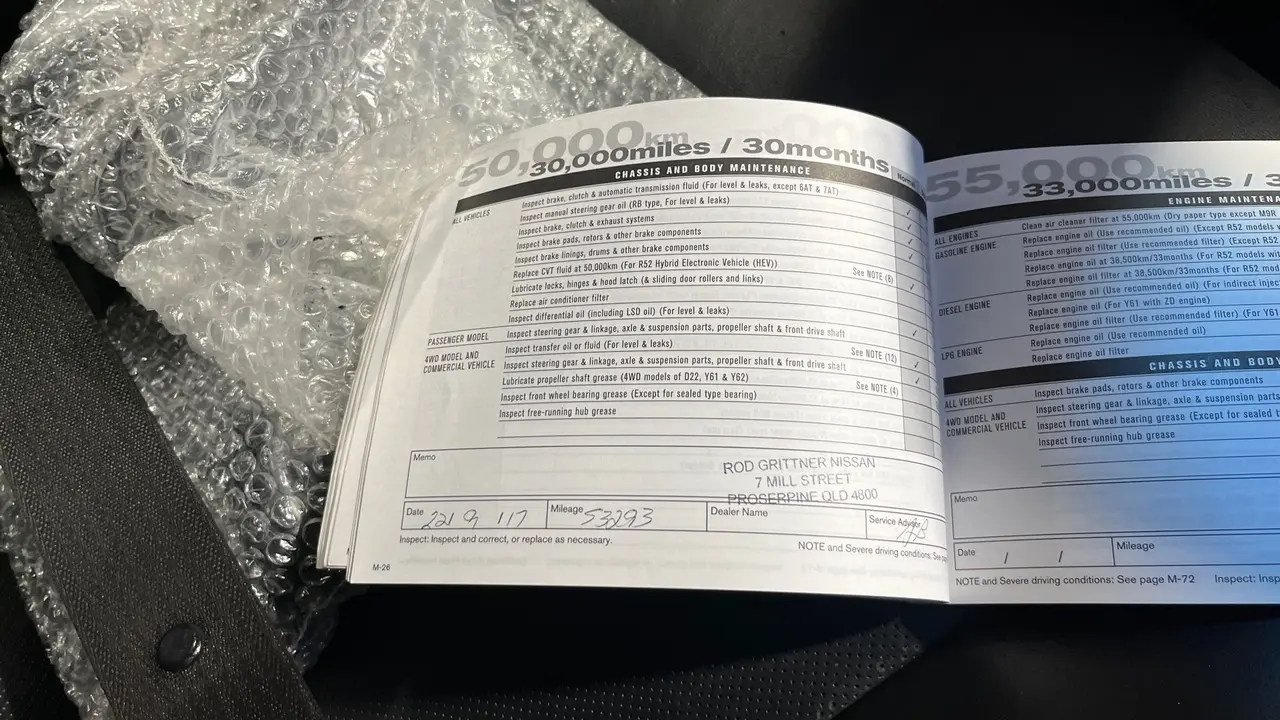 50,000km
30,000miles / 30months
CHASSIS AND BODY MAINTENANCE
ALL VEHICLES
Inspect brake, clutch & automatic transmission fluid (For level & leaks, except 6AT & 7AT)
Inspect manual steering gear oil (RB type, For level & leaks)
Inspect brake, clutch & exhaust systems
Inspect brake pads, rotors & other brake components
Inspect brake linings, drums & other brake components
Replace CVT fluid at 50,000km (For R52 Hybrid Electronic Vehicle (HEV))
See NOTE (8)
Lubricate locks, hinges & hood latch (& sliding door rollers and links)
Replace air conditioner filter
Inspect differential oil (including LSD oil) (For level & leaks)
PASSENGER MODEL
Inspect steering gear & linkage, axle & suspension parts, propeller shaft & front drive shaft
4WD MODEL AND
COMMERCIAL VEHICLE
Inspect transfer oil or fluid (For level & leaks)
See NOTE (12)
Inspect steering gear & linkage, axle & suspension parts, propeller shaft & front drive shaft
Lubricate propeller shaft grease (4WD models of D22, Y61 & Y62)
See NOTE (4)
Inspect front wheel bearing grease (Except for sealed type bearing)
Inspect free-running hub grease
Memo
ROD GRITTNER NISSAN
7 MILL STREET
PROSERPINE QLD 4800
Date 22/9/17
Mileage 53293
Dealer Name
Service Advisor
Inspect: Inspect and correct, or replace as necessary.
NOTE and Severe driving conditions: See
M-26
55,000km
33,000miles / 3
ENGINE MAINTENA
ALL ENGINES
Clean air cleaner filter at 55,000km (Dry paper type except M9R
GASOLINE ENGINE
Replace engine oil (Use recommended oil) (Except R52 models
Replace engine oil filter (Use recommended filter) (Except R52
Replace engine oil at 38,500km/33months (For R52 models
Replace engine oil filter at 38,500km/33months (For R52
DIESEL ENGINE
Replace engine oil (Use recommended oil) (For indirect
Replace engine oil (For Y61 with ZD engine)
Replace engine oil filter (Use recommended filter) (For Y61
LPG ENGINE
Replace engine oil (Use recommended oil)
Replace engine oil filter
CHASSIS AND BODY
ALL VEHICLES
Inspect brake pads, rotors & other brake components
4WD MODEL AND
COMMERCIAL VEHICLE
Inspect steering gear & linkage, axle & suspension parts
Inspect front wheel bearing grease (Except for sealed
Inspect free-running hub grease
Memo
Date / /
Mileage
NOTE and Severe driving conditions: See page M-72
Inspect: Insp